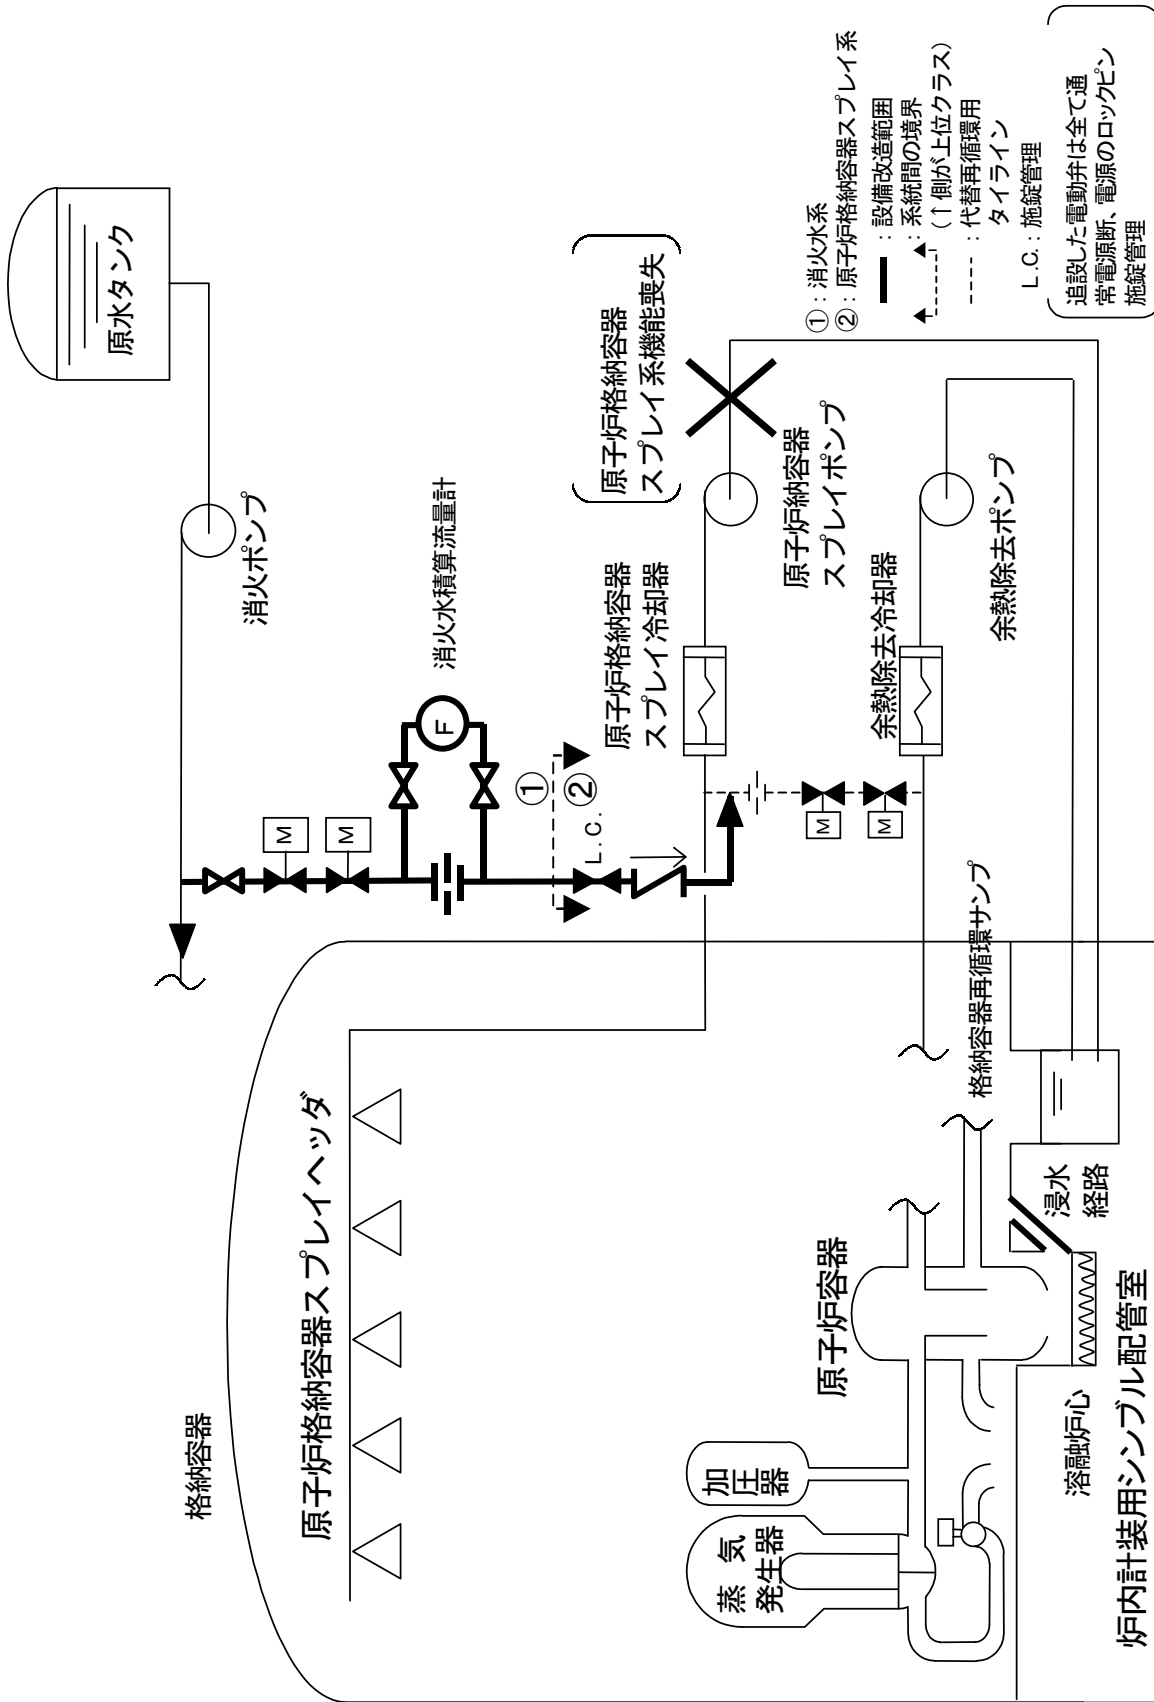 格納容器
原子炉格納容器スプレイヘッダ
蒸 気
発生器
加
圧
器
原子炉容器
溶融炉心
炉内計装用シンブル配管室
浸水
経路
格納容器再循環サンプ
M
M
F
消火水積算流量計
①
②
L.C.
消火ポンプ
原水タンク
原子炉格納容器
スプレイ冷却器
原子炉格納容器
スプレイ系機能喪失
原子炉納容器
スプレイポンプ
M
M
余熱除去冷却器
余熱除去ポンプ
①：消火水系
②：原子炉格納容器スプレイ系
：設備改造範囲
：系統間の境界
(↑側が上位クラス)
：代替再循環用
タイライン
L.C.：施錠管理
追設した電動弁は全て通
常電源断、電源のロックピン
施錠管理